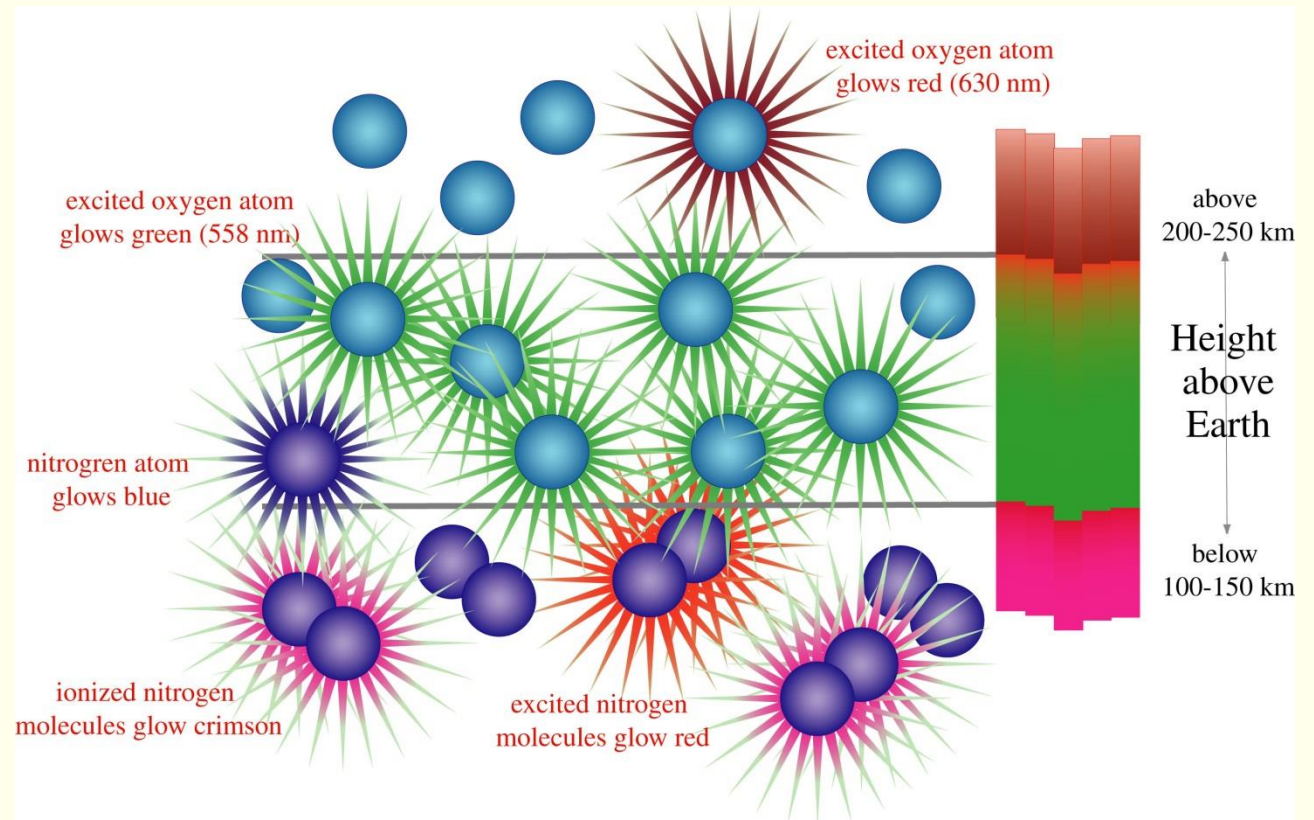 excited oxygen atom
glows red (630 nm)
excited oxygen atom
glows green (558 nm)
above
200-250 km
Height
above
Earth
nitrogren atom
glows blue
below
100-150 km
ionized nitrogen
molecules glow crimson
excited nitrogen
molecules glow red